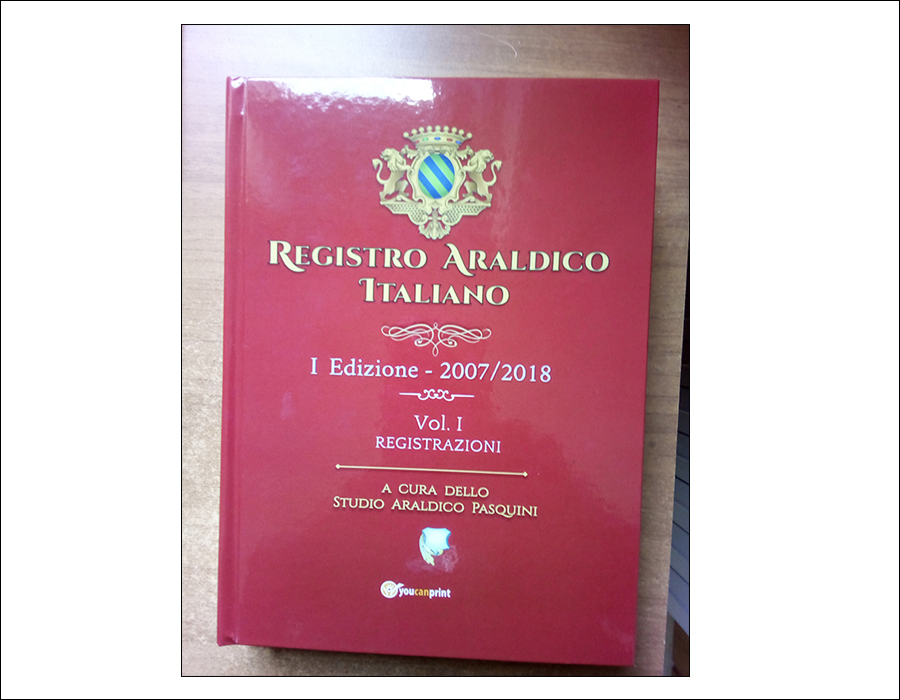 Registro Araldico
Italiano
I Edizione - 2007/2018
Vol. I
REGISTRAZIONI
A CURA DELLO
STUDIO ARALDICO PASQUINI
youcanprint